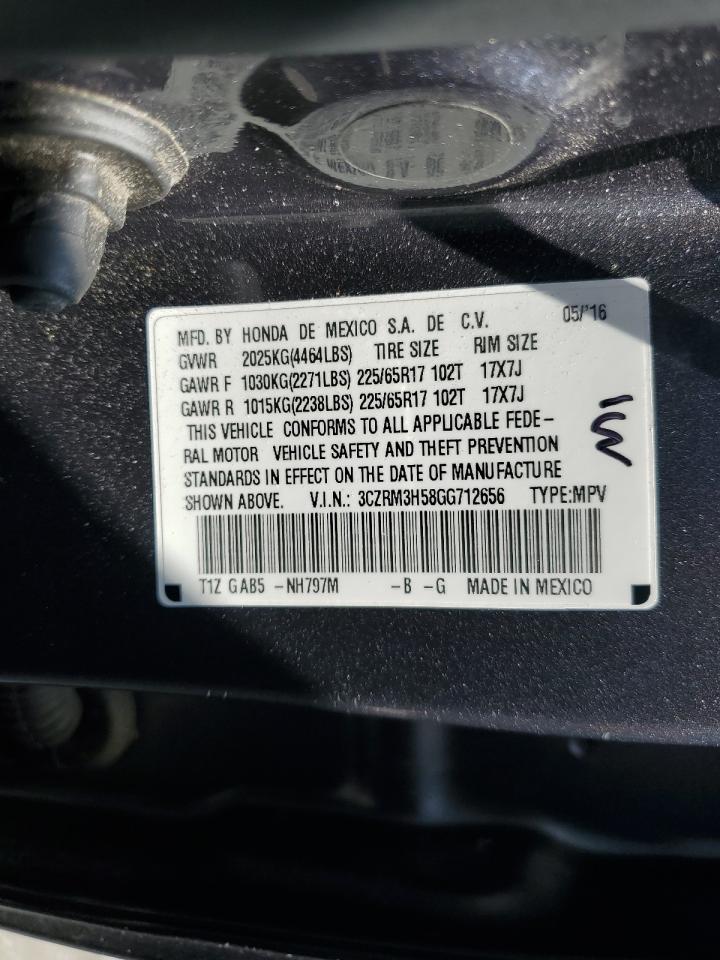 MEXICO
MFD. BY HONDA DE MEXICO S.A. DE C.V. 05/'16
GVWR 2025KG(4464LBS) TIRE SIZE RIM SIZE
GAWR F 1030KG(2271LBS) 225/65R17 102T 17X7J
GAWR R 1015KG(2238LBS) 225/65R17 102T 17X7J
THIS VEHICLE CONFORMS TO ALL APPLICABLE FEDE-
RAL MOTOR VEHICLE SAFETY AND THEFT PREVENTION
STANDARDS IN EFFECT ON THE DATE OF MANUFACTURE
SHOWN ABOVE. V.I.N.: 3CZRM3H58GG712656 TYPE:MPV
T1Z GAB5 -NH797M -B -G MADE IN MEXICO